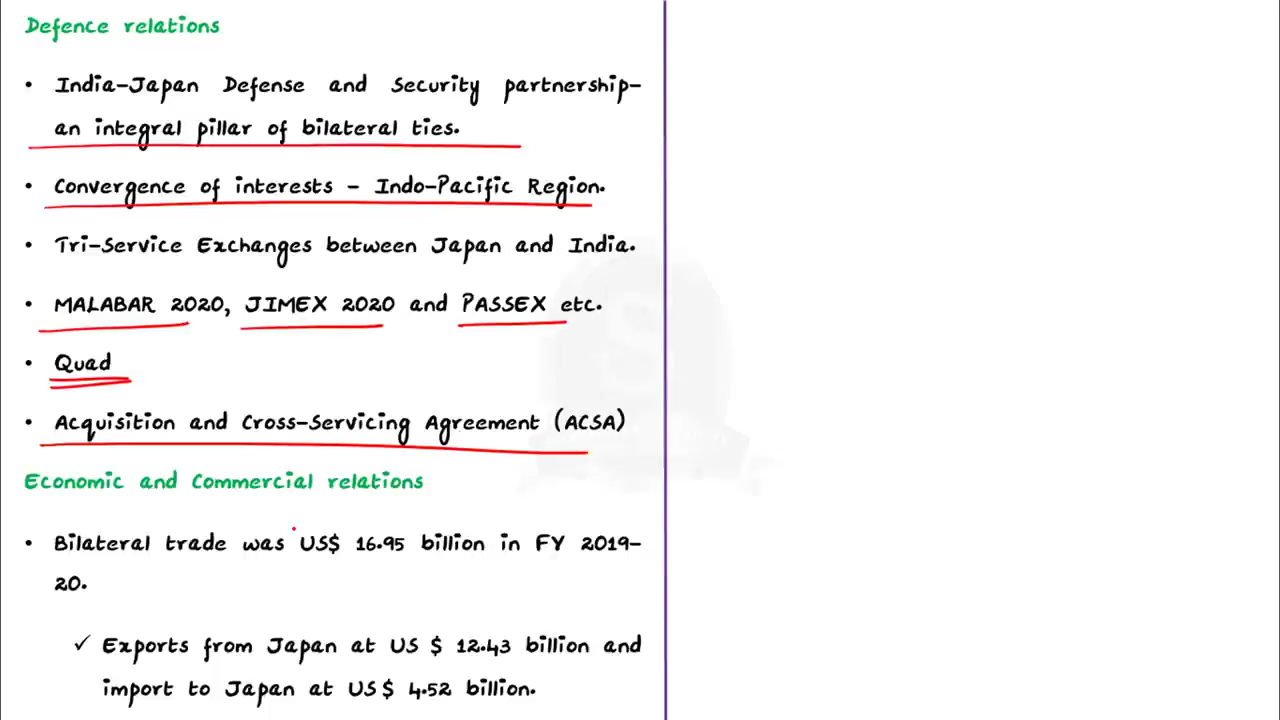 Defence relations
• India-Japan Defense and Security partnership-
an integral pillar of bilateral ties.
• Convergence of interests - Indo-Pacific Region.
• Tri-Service Exchanges between Japan and India.
• MALABAR 2020, JIMEX 2020 and PASSEX etc.
• Quad
• Acquisition and Cross-Servicing Agreement (ACSA)
Economic and Commercial relations
• Bilateral trade was US$ 16.95 billion in FY 2019-
20.
✓ Exports from Japan at US $ 12.43 billion and
import to Japan at US$ 4.52 billion.